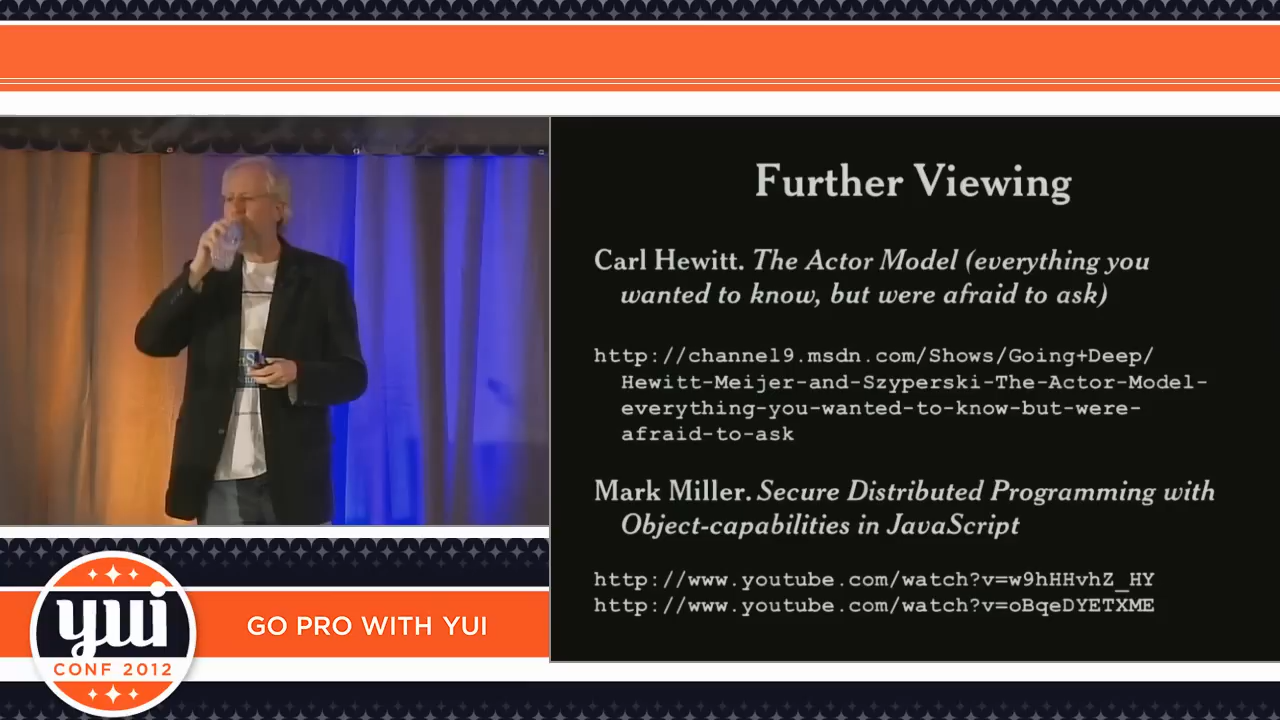 Further Viewing
Carl Hewitt. The Actor Model (everything you
wanted to know, but were afraid to ask)
http://channel9.msdn.com/Shows/Going+Deep/
Hewitt-Meijer-and-Szyperski-The-Actor-Model-
everything-you-wanted-to-know-but-were-
afraid-to-ask
Mark Miller. Secure Distributed Programming with
Object-capabilities in JavaScript
http://www.youtube.com/watch?v=w9hHHvhZ_HY
http://www.youtube.com/watch?v=oBqeDYETXME
yui
CONF 2012
GO PRO WITH YUI